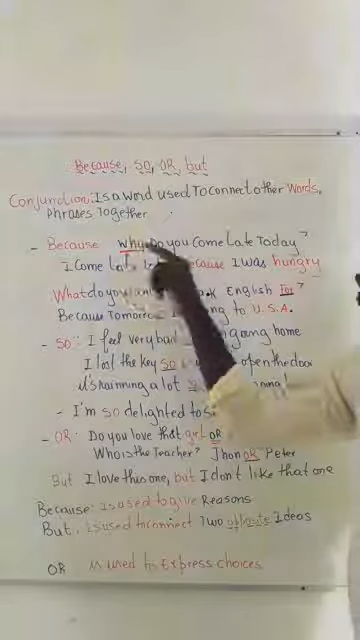 Because, SO, OR, but
Conjunction: Is a Word used To Connect other Words,
Phrases Together
- Because Why Do you Come Late Today?
I Come Late because I was hungry
What do you English For?
Because Tomorrow to U.S.A.
- SO: I feel very bad going home
I lost the key SO open the door
it's rainning a lot
- I'm SO delighted to
- OR: Do you love that girl OR
Who is the Teacher? Jhon OR Peter
But I love this one, but I don't like that one
Because: Is used to give Reasons
But: Is used to connect Two oposite Ideas
OR is used to Express choices